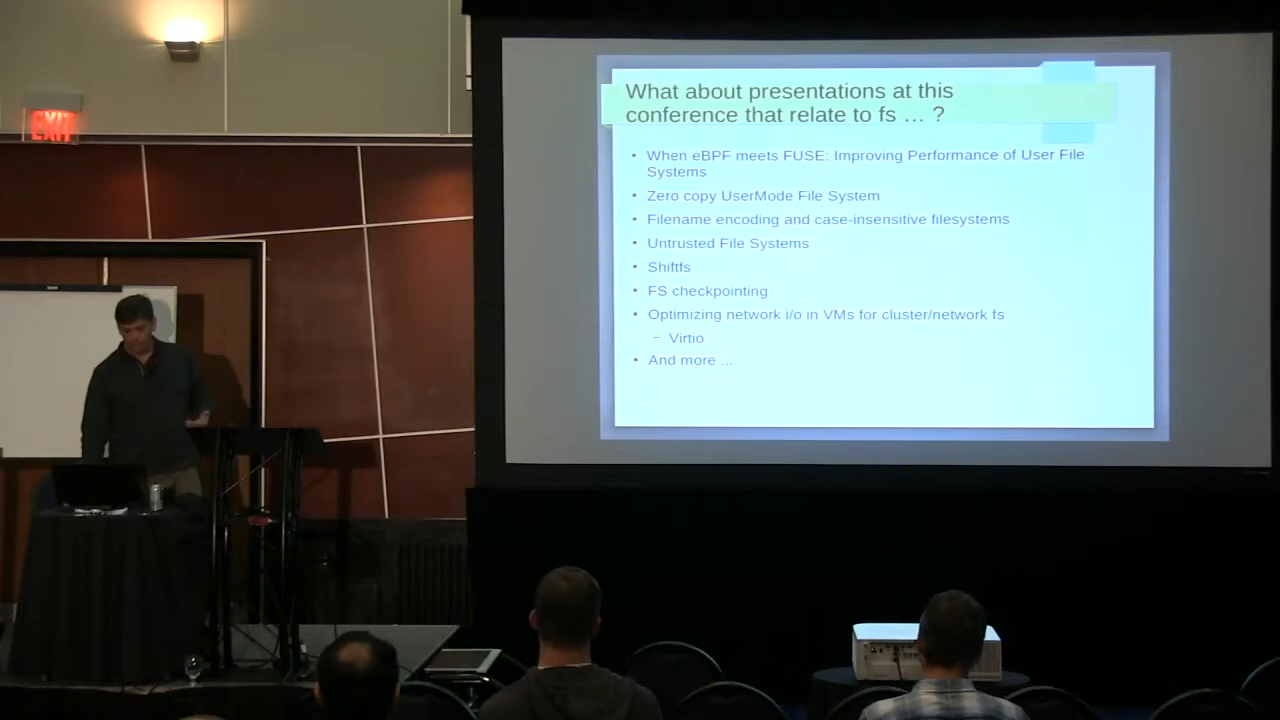 EXIT
What about presentations at this
conference that relate to fs ... ?
• When eBPF meets FUSE: Improving Performance of User File
Systems
• Zero copy UserMode File System
• Filename encoding and case-insensitive filesystems
• Untrusted File Systems
• Shiftfs
• FS checkpointing
• Optimizing network i/o in VMs for cluster/network fs
– Virtio
• And more ...